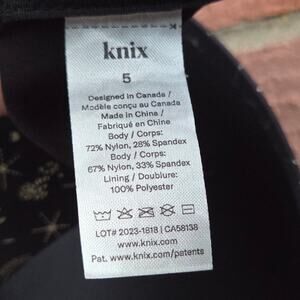 knix
5
Designed in Canada /
Modèle conçu au Canada
Made in China /
Fabriqué en China
Body / Corps:
72% Nylon, 28% Spandex
Body / Corps:
67% Nylon, 33% Spandex
Lining / Doublure:
100% Polyester
LOT# 2023-1818 | CA58138
www.knix.com
Pat. www.knix.com/patents